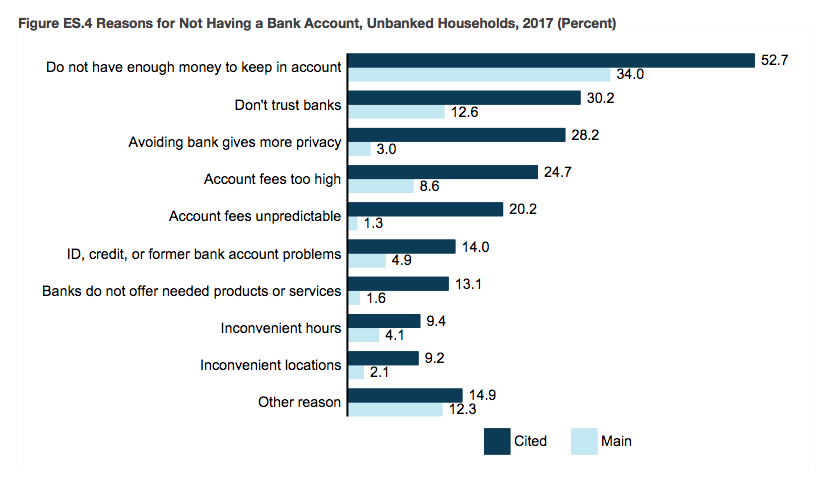 Figure ES.4 Reasons for Not Having a Bank Account, Unbanked Households, 2017 (Percent)
Do not have enough money to keep in account 52.7
34.0
Don't trust banks 30.2
12.6
Avoiding bank gives more privacy 28.2
3.0
Account fees too high 24.7
8.6
Account fees unpredictable 20.2
1.3
ID, credit, or former bank account problems 14.0
4.9
Banks do not offer needed products or services 13.1
1.6
Inconvenient hours 9.4
4.1
Inconvenient locations 9.2
2.1
Other reason 14.9
12.3
Cited Main